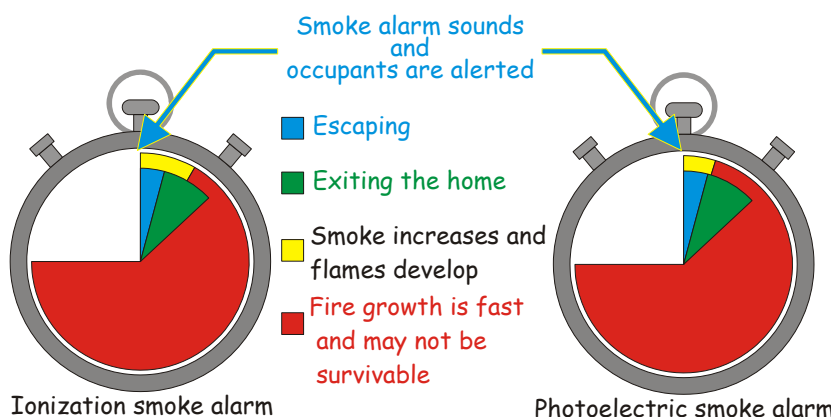 Smoke alarm sounds
and
occupants are alerted
Escaping
Exiting the home
Smoke increases and
flames develop
Fire growth is fast
and may not be
survivable
Ionization smoke alarm
Photoelectric smoke alarm